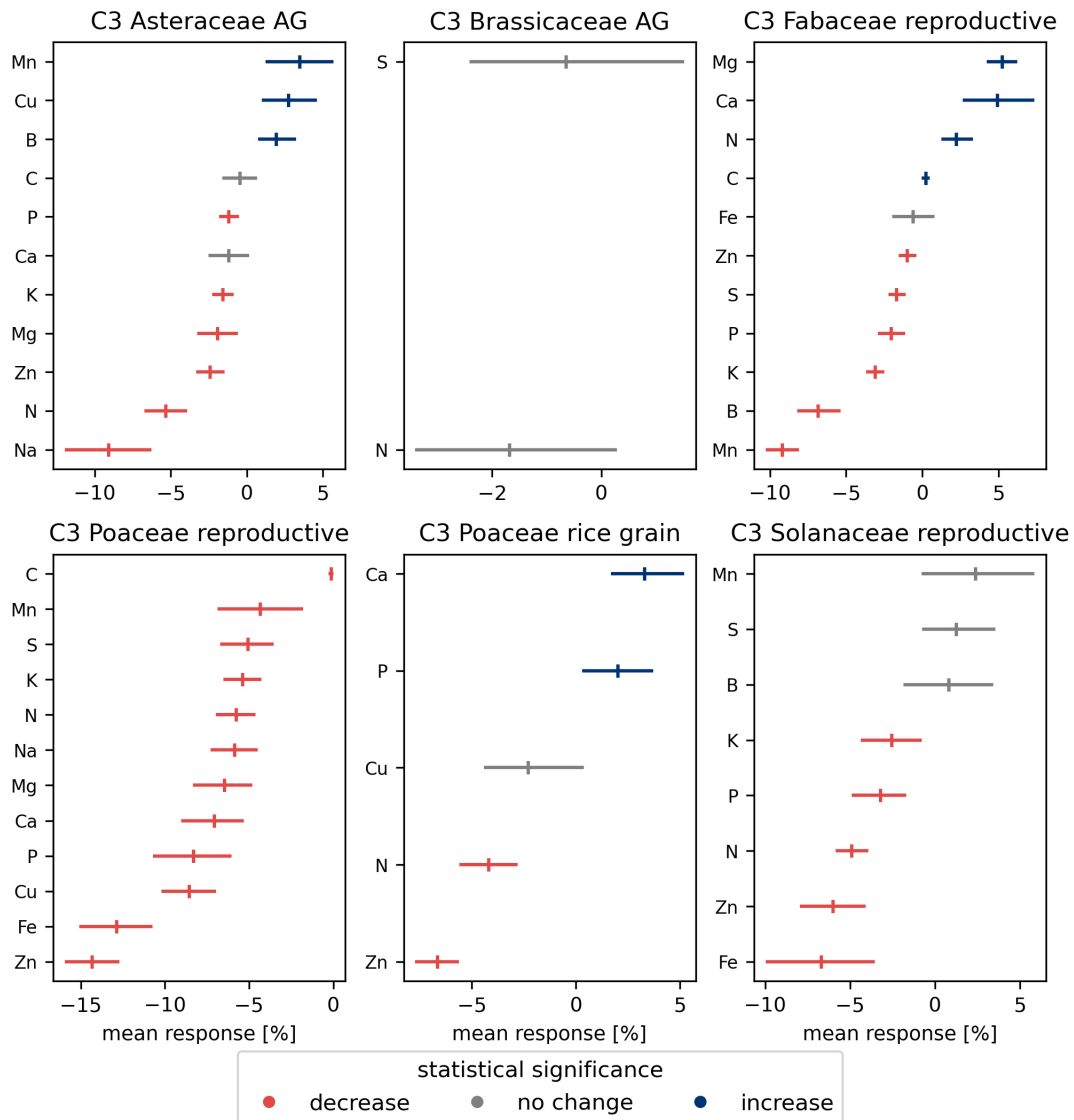 C3 Asteraceae AG
Mn
Cu
B
C
P
Ca
K
Mg
Zn
N
Na
−10 −5 0 5
C3 Brassicaceae AG
S
N
−2 0
C3 Fabaceae reproductive
Mg
Ca
N
C
Fe
Zn
S
P
K
B
Mn
−10 −5 0 5
C3 Poaceae reproductive
C
Mn
S
K
N
Na
Mg
Ca
P
Cu
Fe
Zn
−15 −10 −5 0
mean response [%]
C3 Poaceae rice grain
Ca
P
Cu
N
Zn
−5 0 5
mean response [%]
C3 Solanaceae reproductive
Mn
S
B
K
P
N
Zn
Fe
−10 −5 0 5
mean response [%]
statistical significance
decrease no change increase